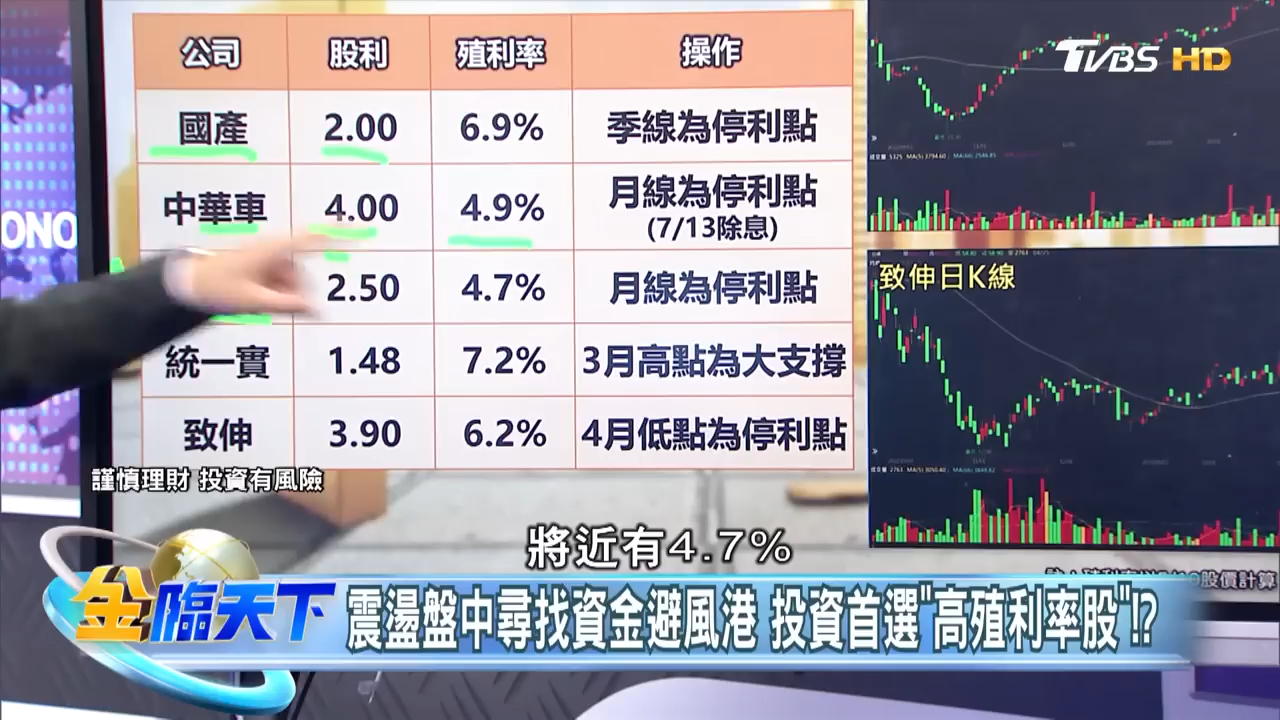 公司 股利 殖利率 操作
國產 2.00 6.9% 季線為停利點
中華車 4.00 4.9% 月線為停利點
(7/13除息)
2.50 4.7% 月線為停利點
統一實 1.48 7.2% 3月高點為大支撐
致伸 3.90 6.2% 4月低點為停利點
TVBS HD
致伸日K線
ONO
謹慎理財 投資有風險
將近有4.7%
股價計算
金臨天下
震盪盤中尋找資金避風港 投資首選"高殖利率股"!?